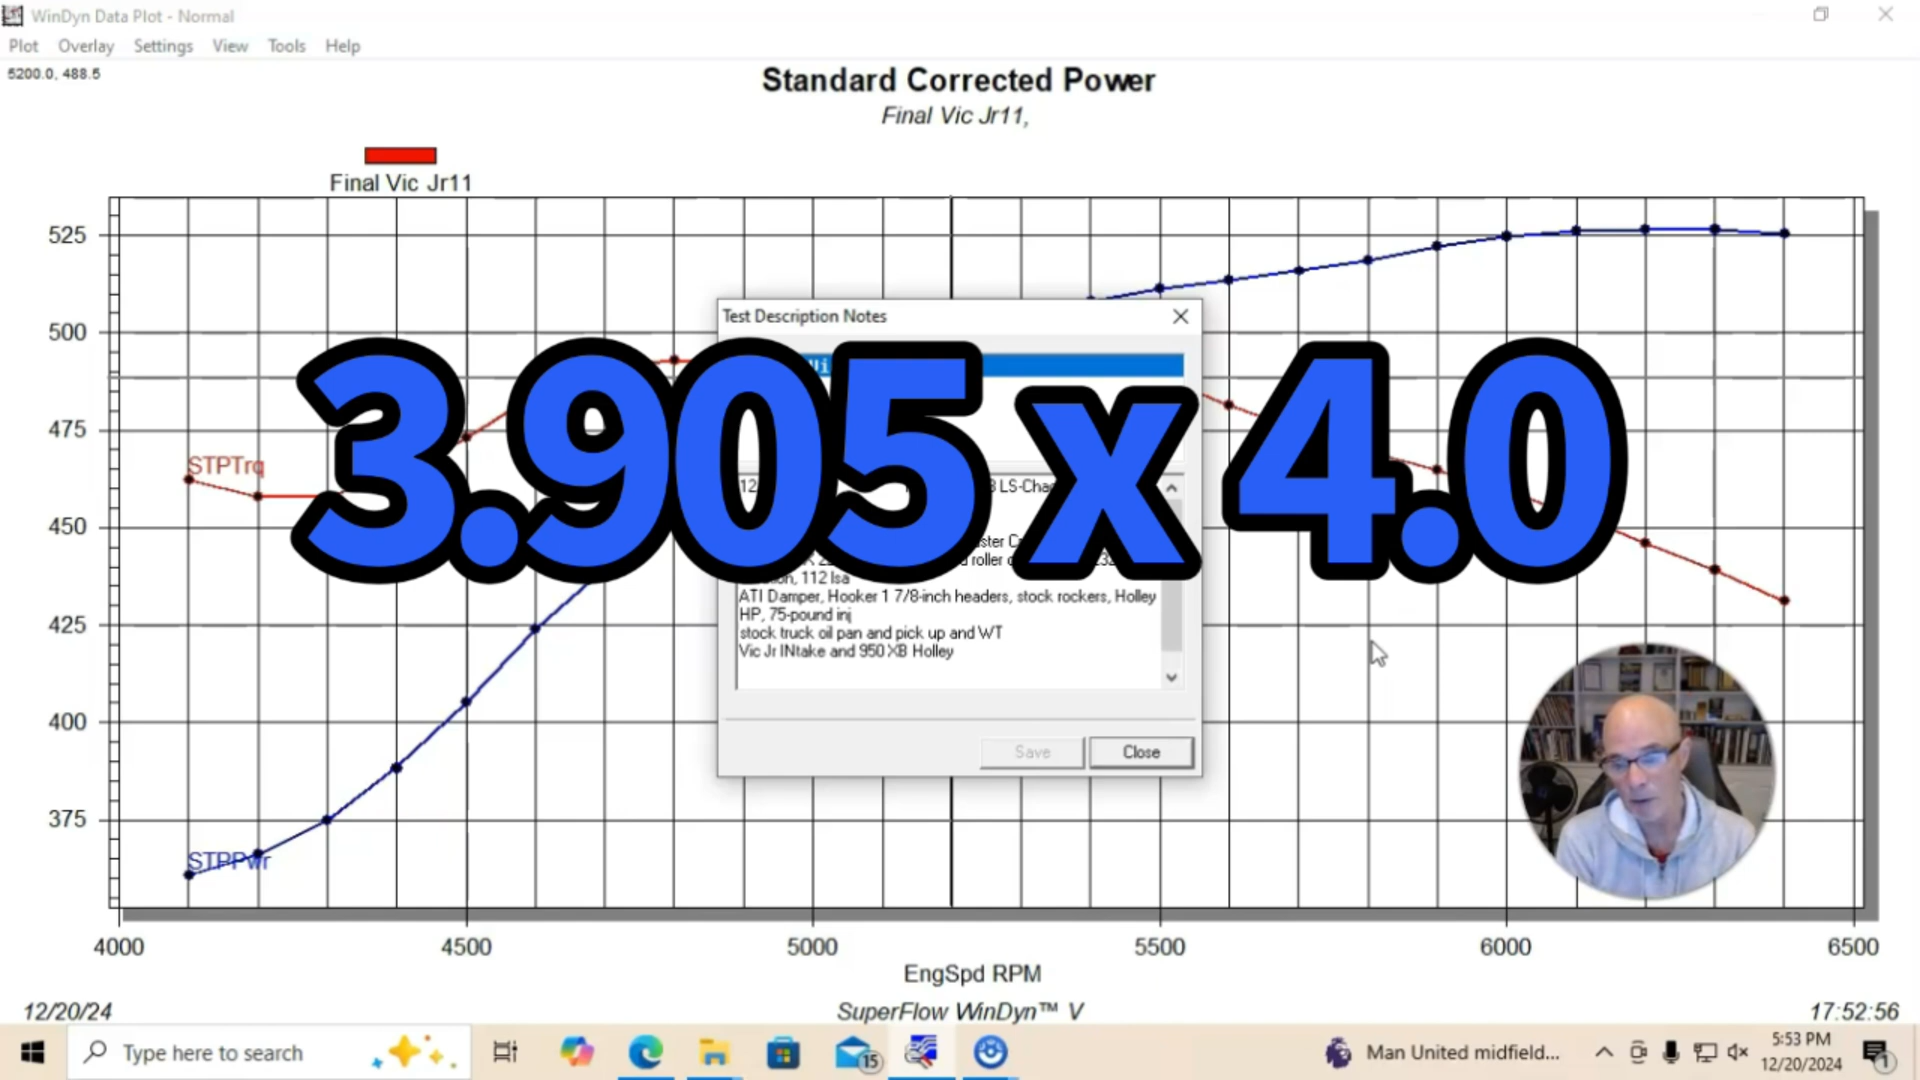 WinDyn Data Plot - Normal
Plot Overlay Settings View Tools Help
5200.0, 488.5
Standard Corrected Power
Final Vic Jr11,
Final Vic Jr11
525
500
475
450
425
400
375
STPTrq
STPPwr
Test Description Notes
3.905 x 4.0
LS-
112 lsa
ATI Damper, Hooker 1 7/8-inch headers, stock rockers, Holley
HP, 75-pound inj
stock truck oil pan and pick up and WT
Vic Jr INtake and 950 XB Holley
Save Close
4000 4500 5000 5500 6000 6500
EngSpd RPM
12/20/24 SuperFlow WinDyn™ V 17:52:56
Type here to search
15
Man United midfield...
5:53 PM
12/20/2024
1